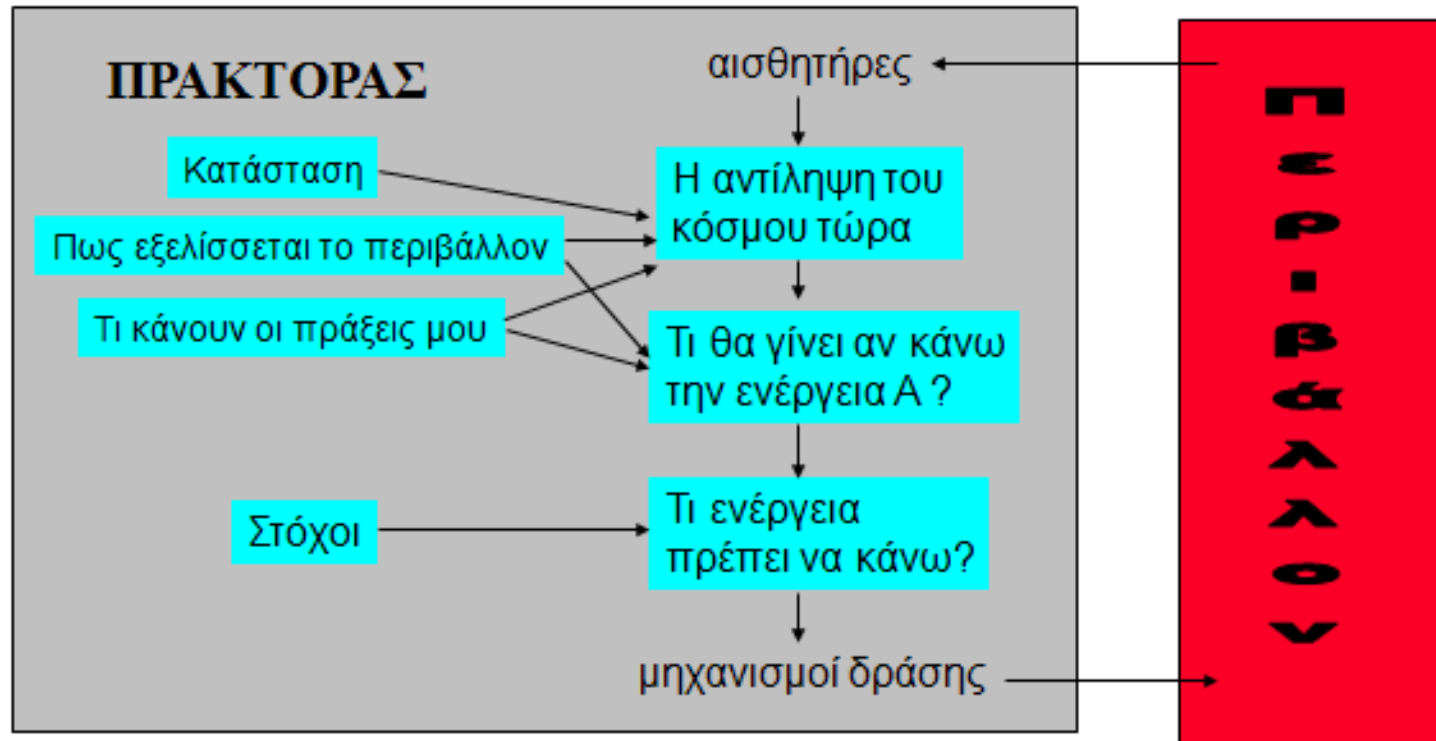 ΠΡΑΚΤΟΡΑΣ
αισθητήρες
Κατάσταση
Η αντίληψη του
κόσμου τώρα
Πως εξελίσσεται το περιβάλλον
Τι κάνουν οι πράξεις μου
Τι θα γίνει αν κάνω
την ενέργεια Α ?
Στόχοι
Τι ενέργεια
πρέπει να κάνω?
μηχανισμοί δράσης
Περιβάλλον